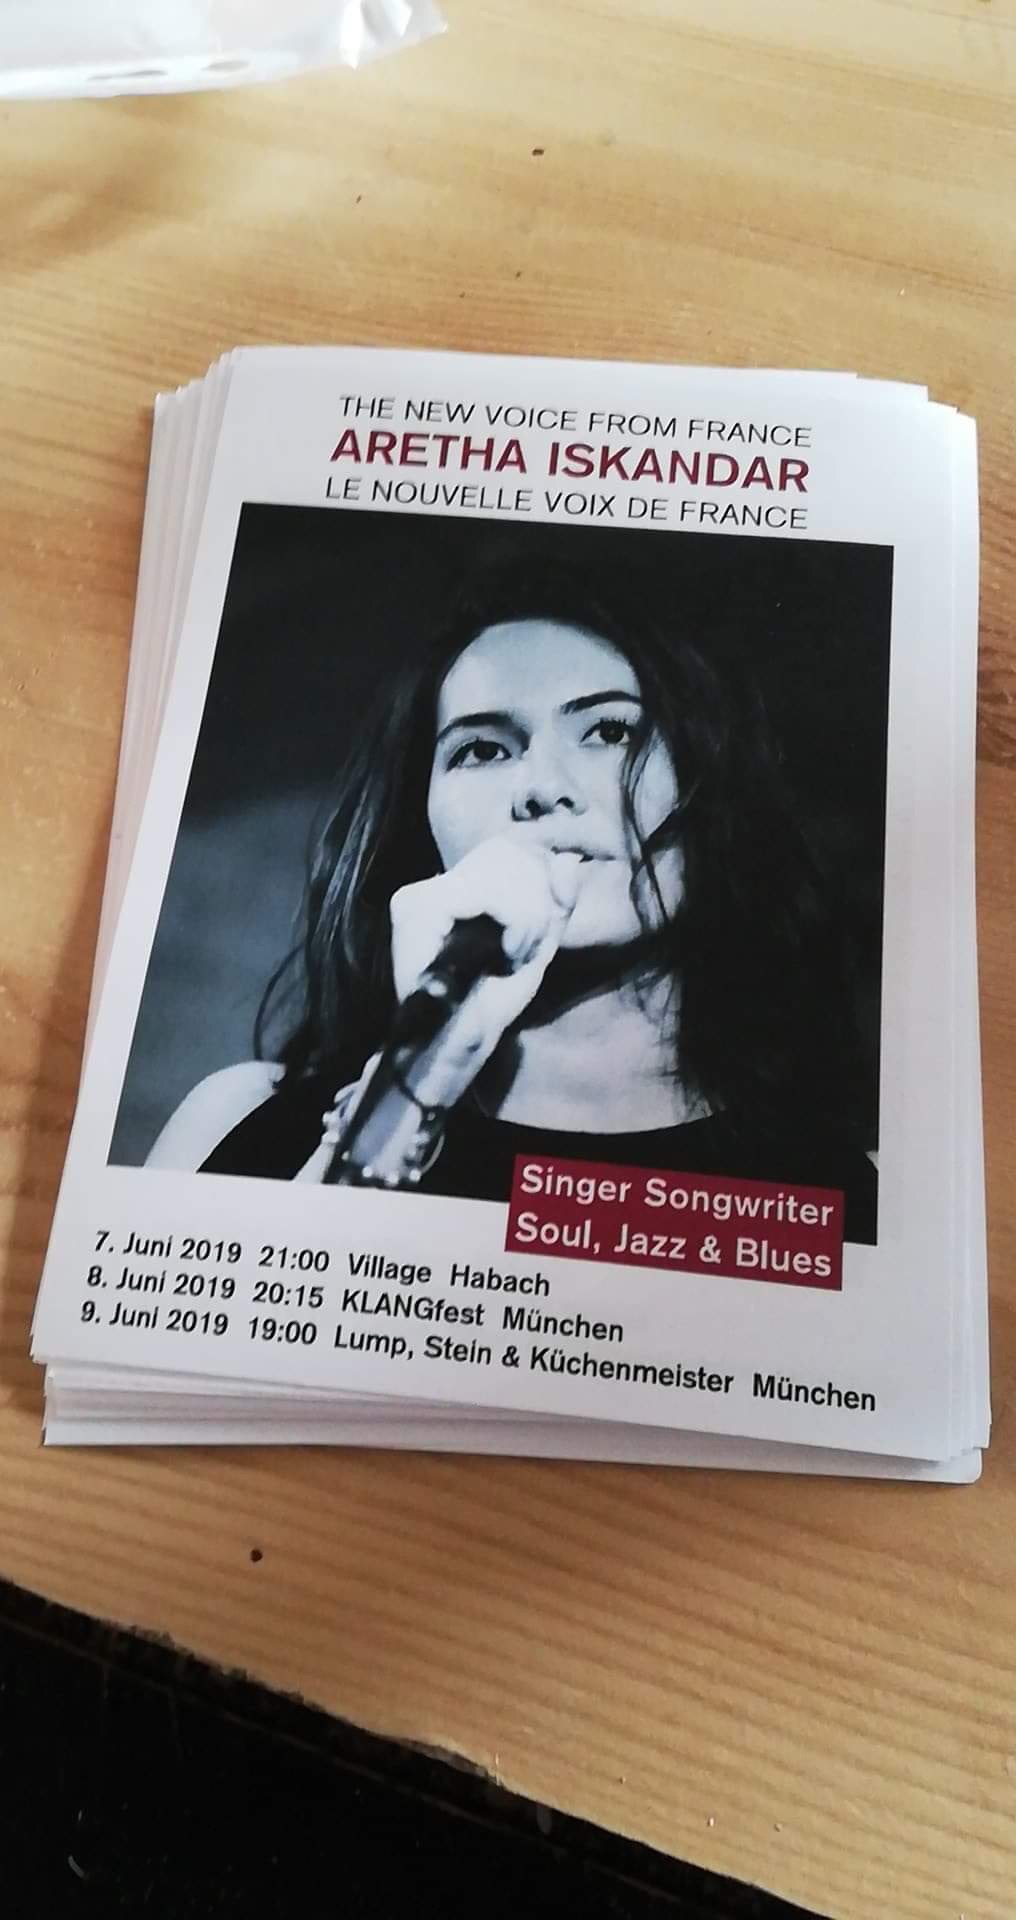 THE NEW VOICE FROM FRANCE
ARETHA ISKANDAR
LE NOUVELLE VOIX DE FRANCE
Singer Songwriter
Soul, Jazz & Blues
7. Juni 2019 21:00 Village Habach
8. Juni 2019 20:15 KLANGfest München
9. Juni 2019 19:00 Lump, Stein & Küchenmeister München